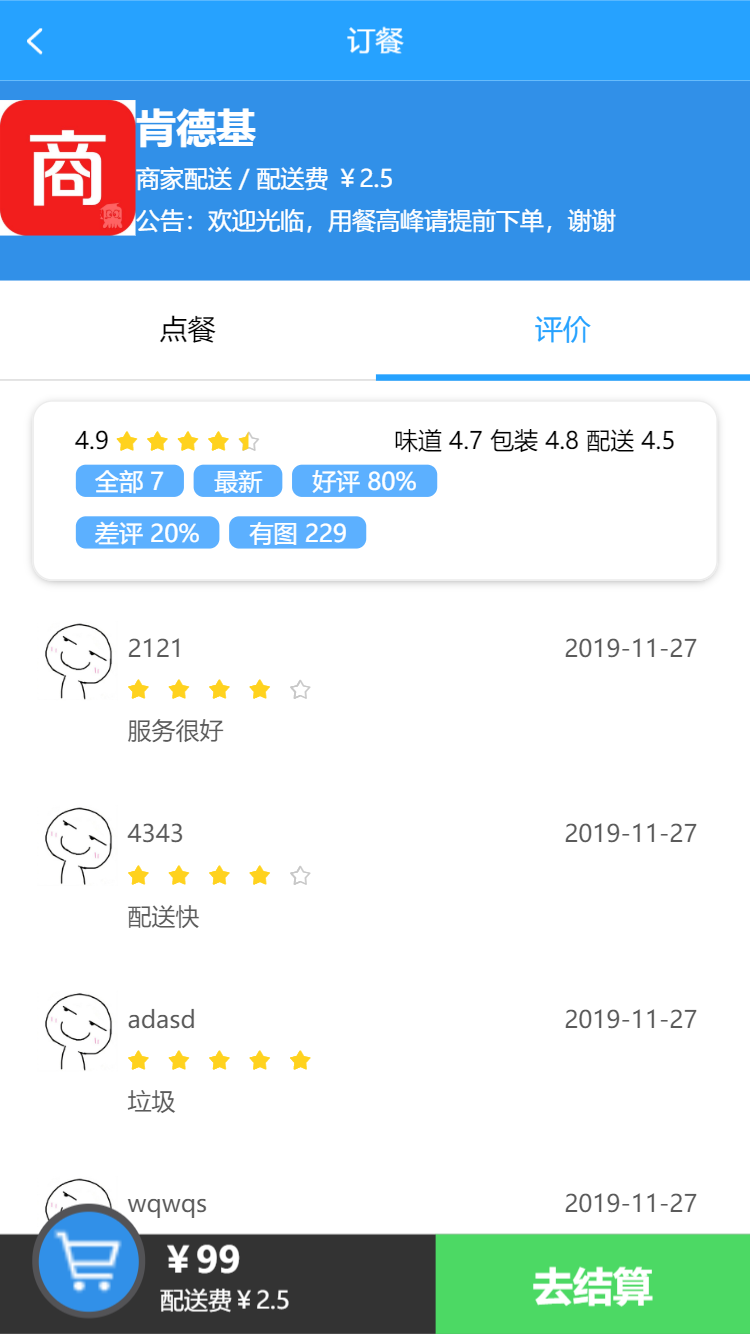 订餐
商
肯德基
商家配送 / 配送费 ￥2.5
公告：欢迎光临，用餐高峰请提前下单，谢谢
点餐 评价
4.9 味道 4.7 包装 4.8 配送 4.5
全部 7 最新 好评 80%
差评 20% 有图 229
2121 2019-11-27
服务很好
4343 2019-11-27
配送快
adasd 2019-11-27
垃圾
wqwqs 2019-11-27
￥99
配送费￥2.5
去结算